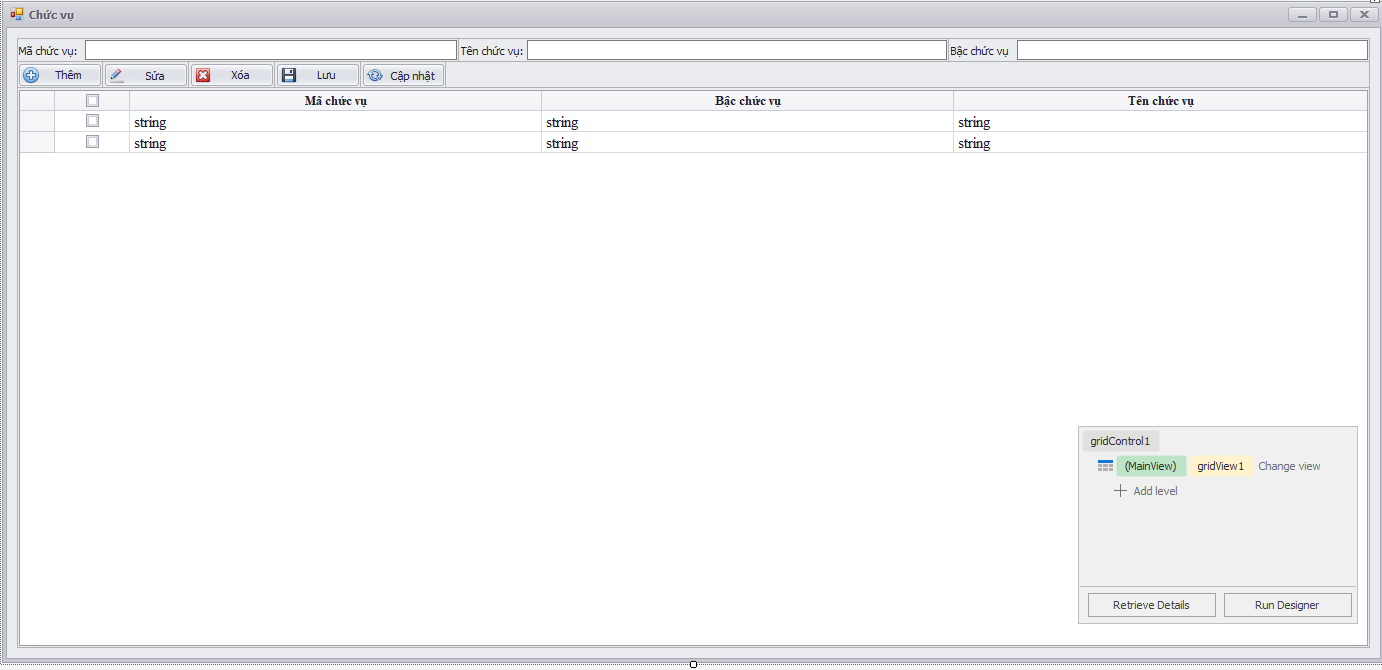 Chức vụ
Mã chức vụ: Tên chức vụ: Bậc chức vụ
Thêm Sửa Xóa Lưu Cập nhật
Mã chức vụ Bậc chức vụ Tên chức vụ
string string string
string string string
gridControl1
(MainView) gridView1 Change view
Add level
Retrieve Details Run Designer